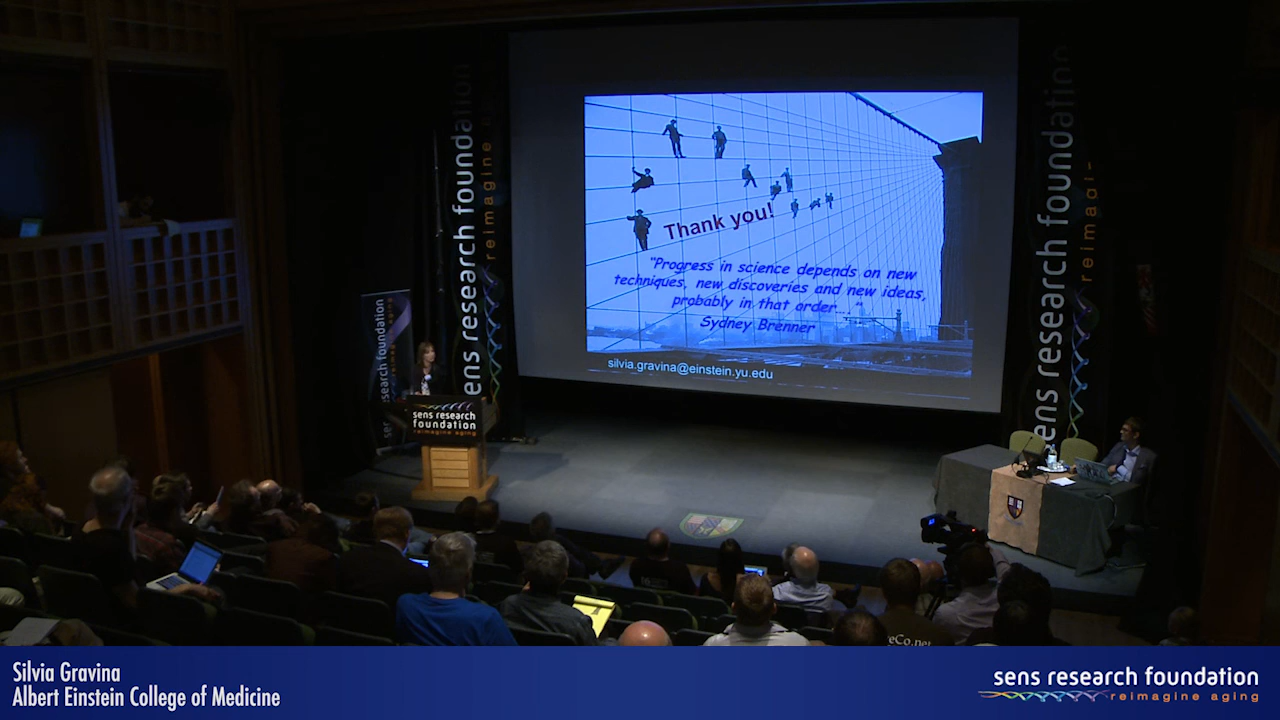 sens research foundation
reimagine
sens research foundation
reimagine aging
Thank you!
"Progress in science depends on new
techniques, new discoveries and new ideas,
probably in that order..."
Sydney Brenner
silvia.gravina@einstein.yu.edu
research foundation
sens research
foundation
reimagine aging
eCo.net
Silvia Gravina
Albert Einstein College of Medicine
sens research foundation
reimagine aging